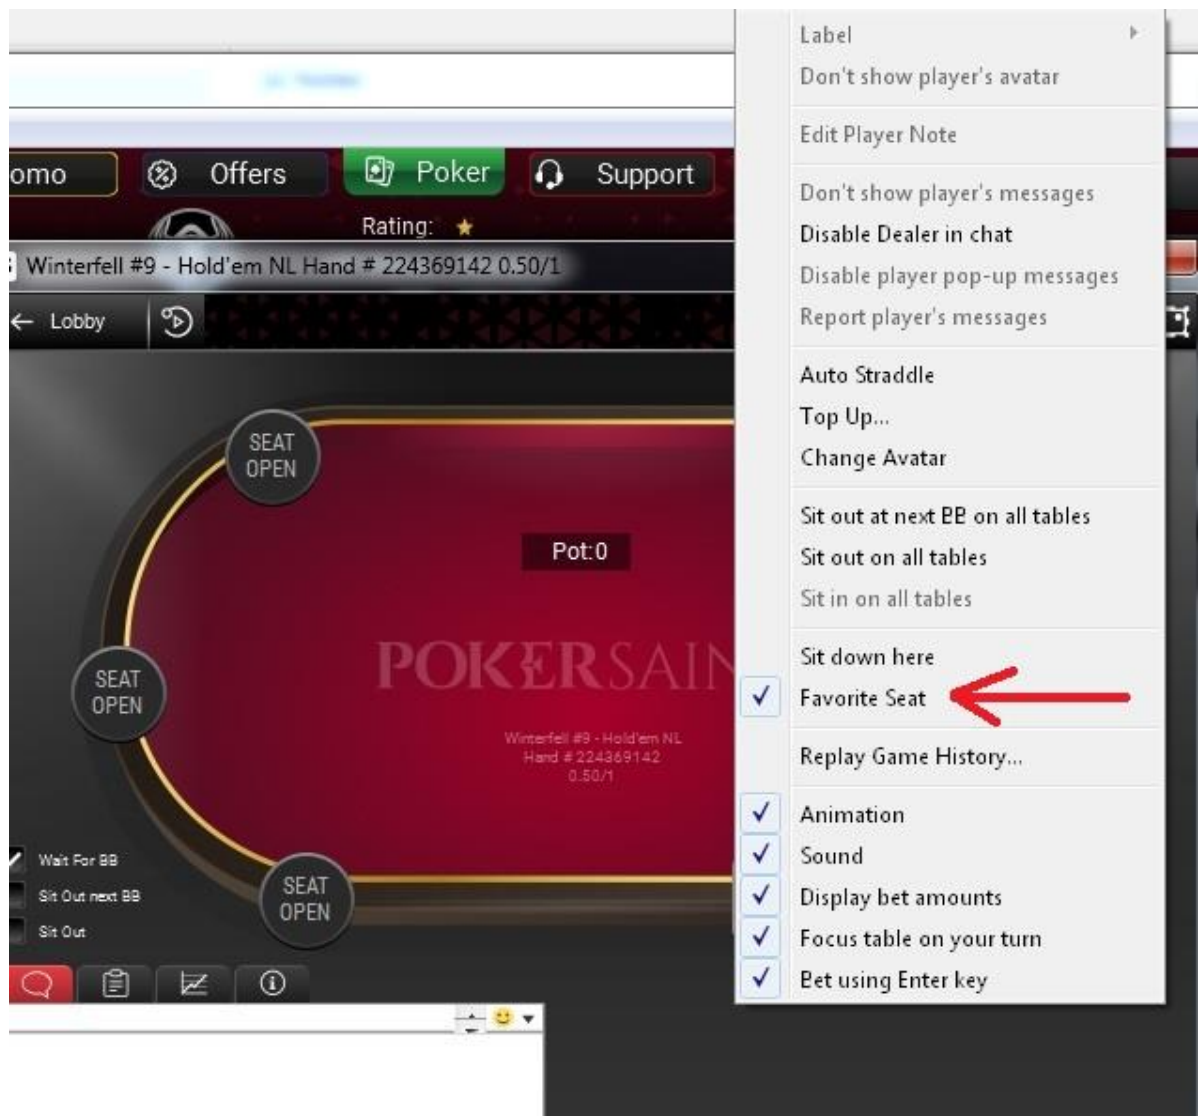 Label
Don't show player's avatar
Edit Player Note
Don't show player's messages
Disable Dealer in chat
Disable player pop-up messages
Report player's messages
Auto Straddle
Top Up...
Change Avatar
Sit out at next BB on all tables
Sit out on all tables
Sit in on all tables
Sit down here
Favorite Seat
Replay Game History...
Animation
Sound
Display bet amounts
Focus table on your turn
Bet using Enter key
omo Offers Poker Support
Rating:
Winterfell #9 - Hold'em NL Hand # 224369142 0.50/1
← Lobby
SEAT
OPEN
Pot:0
POKERSAIN
SEAT
OPEN
Winterfell #9 - Hold'em NL
Hand # 224369142
0.50/1
Wait For BB
Sit Out next BB
Sit Out
SEAT
OPEN